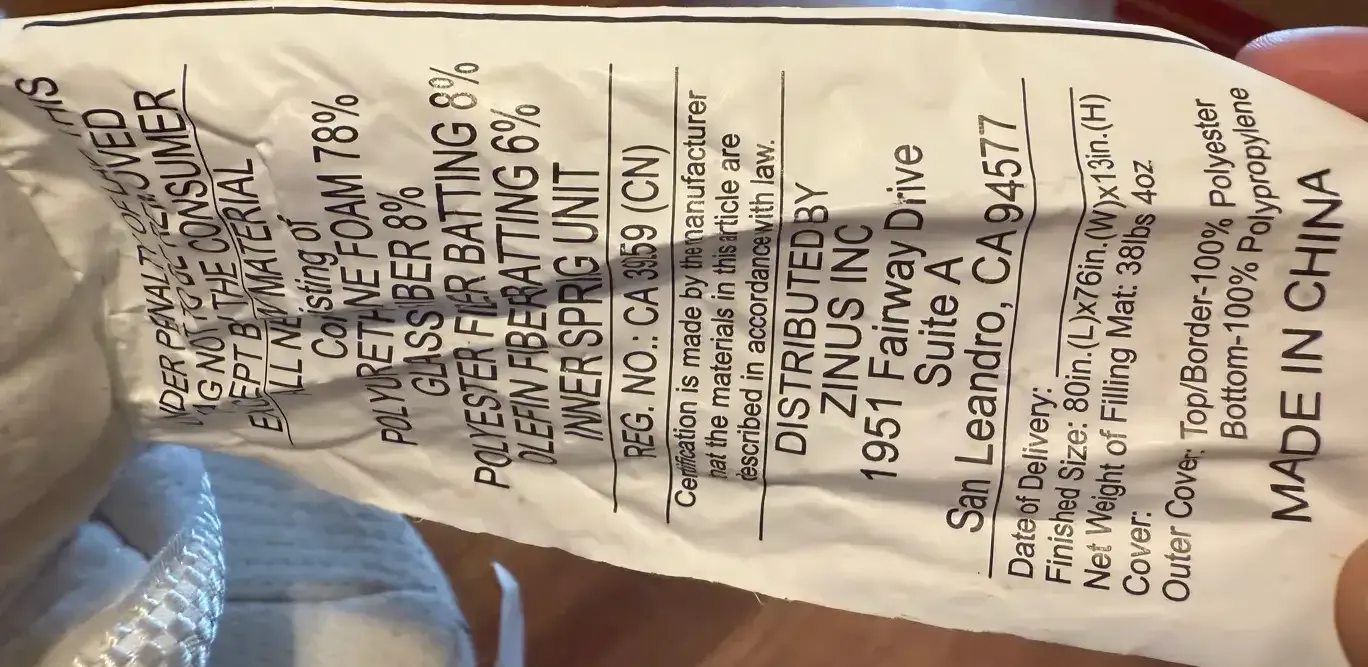 THIS
UNDER PENALTY OF LAW
TAG NOT TO BE REMOVED
EXCEPT BY THE CONSUMER
ALL NEW MATERIAL
Consisting of
POLYURETHANE FOAM 78%
GLASS FIBER 8%
POLYESTER FIBER BATTING 8%
OLEFIN FIBER BATTING 6%
INNER SPRIG UNIT
REG. NO.: CA 3959 (CN)
Certification is made by the manufacturer
that the materials in this article are
described in accordance with law.
DISTRIBUTED BY
ZINUS INC
1951 Fairway Drive
Suite A
San Leandro, CA 94577
Date of Delivery:
Finished Size: 80in.(L)x76in.(W)x13in.(H)
Net Weight of Filling Mat: 38lbs 4oz
Cover:
Outer Cover: Top/Border-100% Polyester
Bottom-100% Polypropylene
MADE IN CHINA